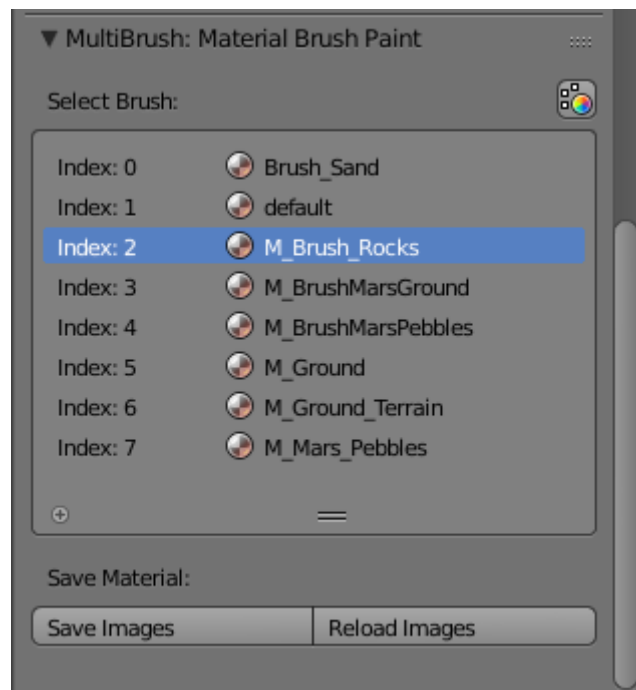 MultiBrush: Material Brush Paint
Select Brush:
Index: 0 Brush_Sand
Index: 1 default
Index: 2 M_Brush_Rocks
Index: 3 M_BrushMarsGround
Index: 4 M_BrushMarsPebbles
Index: 5 M_Ground
Index: 6 M_Ground_Terrain
Index: 7 M_Mars_Pebbles
Save Material:
Save Images Reload Images